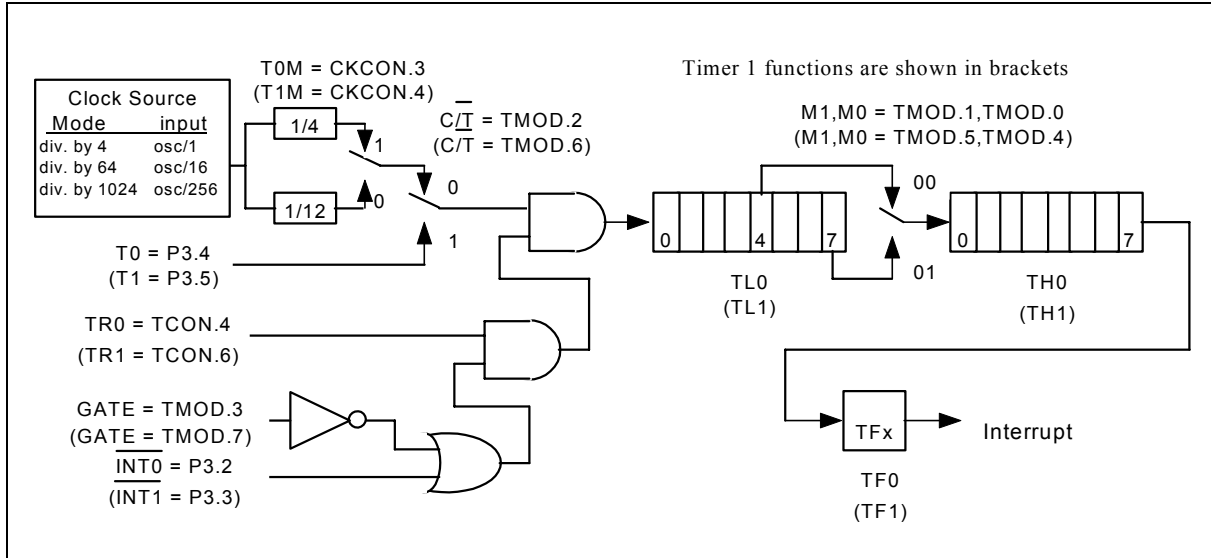 Timer 1 functions are shown in brackets
Clock Source
Mode input
div. by 4 osc/1
div. by 64 osc/16
div. by 1024 osc/256
T0M = CKCON.3
(T1M = CKCON.4)
1/4
1/12
1
0
C/T̅ = TMOD.2
(C/T̅ = TMOD.6)
0
1
T0 = P3.4
(T1 = P3.5)
TR0 = TCON.4
(TR1 = TCON.6)
GATE = TMOD.3
(GATE = TMOD.7)
I̅N̅T̅0̅ = P3.2
(I̅N̅T̅1̅ = P3.3)
M1,M0 = TMOD.1,TMOD.0
(M1,M0 = TMOD.5,TMOD.4)
0 4 7
TL0
(TL1)
00
01
0 7
TH0
(TH1)
TFx
Interrupt
TF0
(TF1)